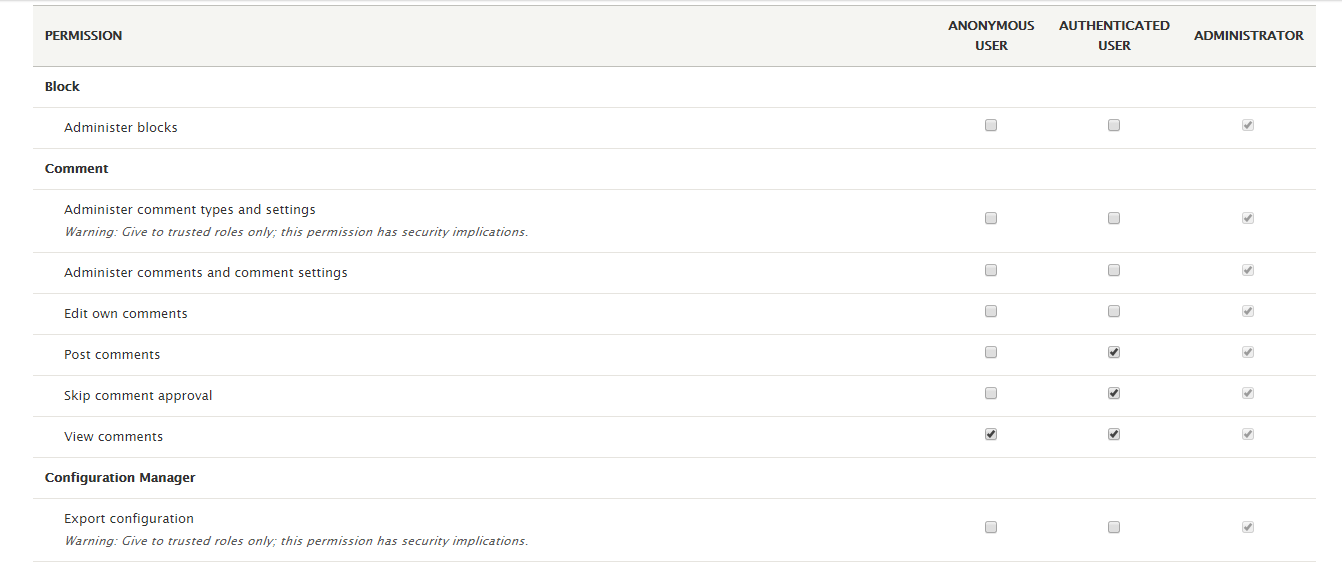 PERMISSION
ANONYMOUS USER
AUTHENTICATED USER
ADMINISTRATOR
Block
Administer blocks
Comment
Administer comment types and settings
Warning: Give to trusted roles only; this permission has security implications.
Administer comments and comment settings
Edit own comments
Post comments
Skip comment approval
View comments
Configuration Manager
Export configuration
Warning: Give to trusted roles only; this permission has security implications.